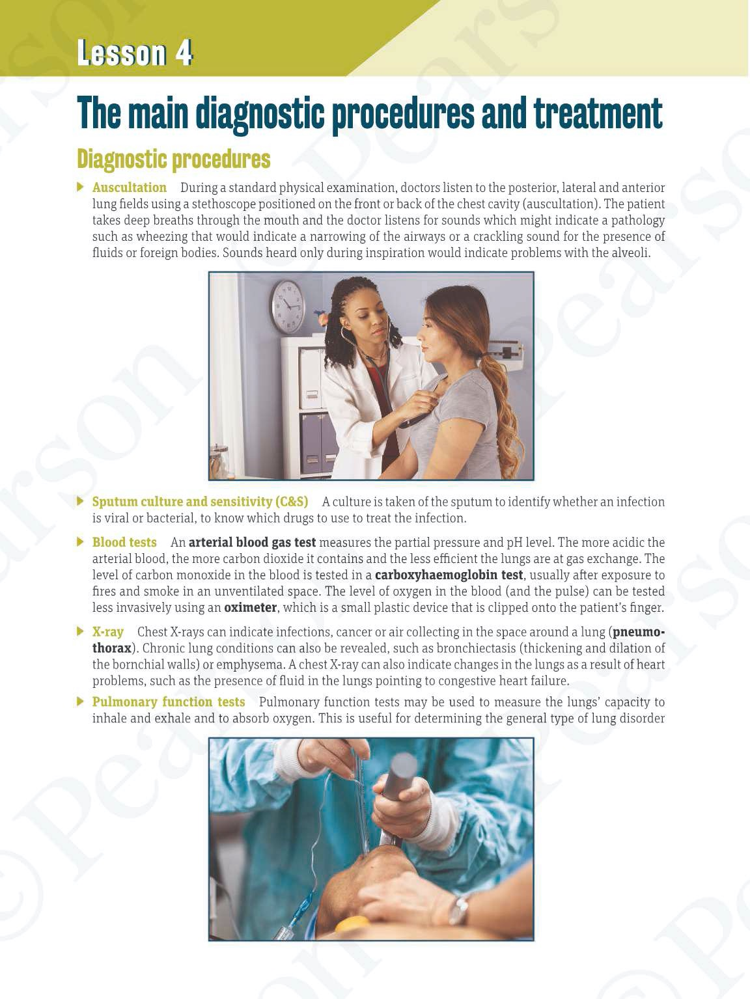 Lesson 4
The main diagnostic procedures and treatment
Diagnostic procedures
Auscultation During a standard physical examination, doctors listen to the posterior, lateral and anterior
lung fields using a stethoscope positioned on the front or back of the chest cavity (auscultation). The patient
takes deep breaths through the mouth and the doctor listens for sounds which might indicate a pathology
such as wheezing that would indicate a narrowing of the airways or a crackling sound for the presence of
fluids or foreign bodies. Sounds heard only during inspiration would indicate problems with the alveoli.
Sputum culture and sensitivity (C&S) A culture is taken of the sputum to identify whether an infection
is viral or bacterial, to know which drugs to use to treat the infection.
Blood tests An arterial blood gas test measures the partial pressure and pH level. The more acidic the
arterial blood, the more carbon dioxide it contains and the less efficient the lungs are at gas exchange. The
level of carbon monoxide in the blood is tested in a carboxyhaemoglobin test, usually after exposure to
fires and smoke in an unventilated space. The level of oxygen in the blood (and the pulse) can be tested
less invasively using an oximeter, which is a small plastic device that is clipped onto the patient's finger.
X-ray Chest X-rays can indicate infections, cancer or air collecting in the space around a lung (pneumo-
thorax). Chronic lung conditions can also be revealed, such as bronchiectasis (thickening and dilation of
the bornchial walls) or emphysema. A chest X-ray can also indicate changes in the lungs as a result of heart
problems, such as the presence of fluid in the lungs pointing to congestive heart failure.
Pulmonary function tests Pulmonary function tests may be used to measure the lungs' capacity to
inhale and exhale and to absorb oxygen. This is useful for determining the general type of lung disorder
© Pearson